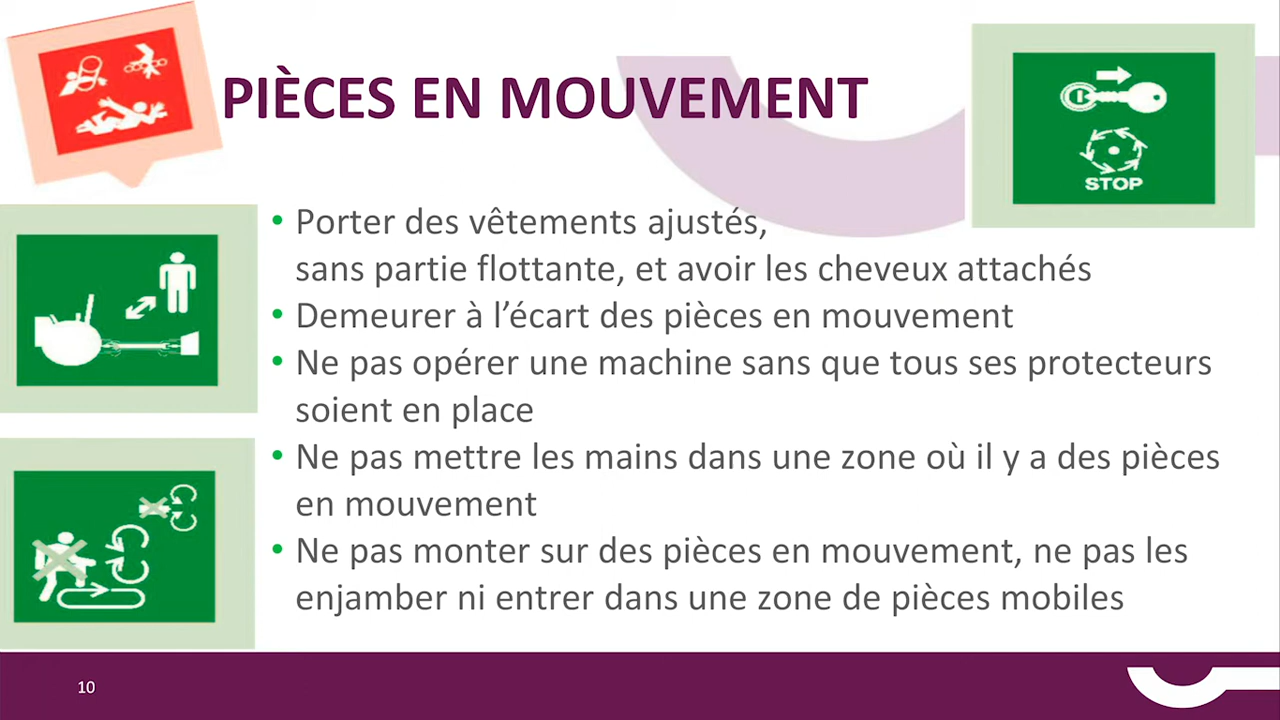 PIÈCES EN MOUVEMENT
STOP
• Porter des vêtements ajustés,
sans partie flottante, et avoir les cheveux attachés
• Demeurer à l’écart des pièces en mouvement
• Ne pas opérer une machine sans que tous ses protecteurs
soient en place
• Ne pas mettre les mains dans une zone où il y a des pièces
en mouvement
• Ne pas monter sur des pièces en mouvement, ne pas les
enjamber ni entrer dans une zone de pièces mobiles
10